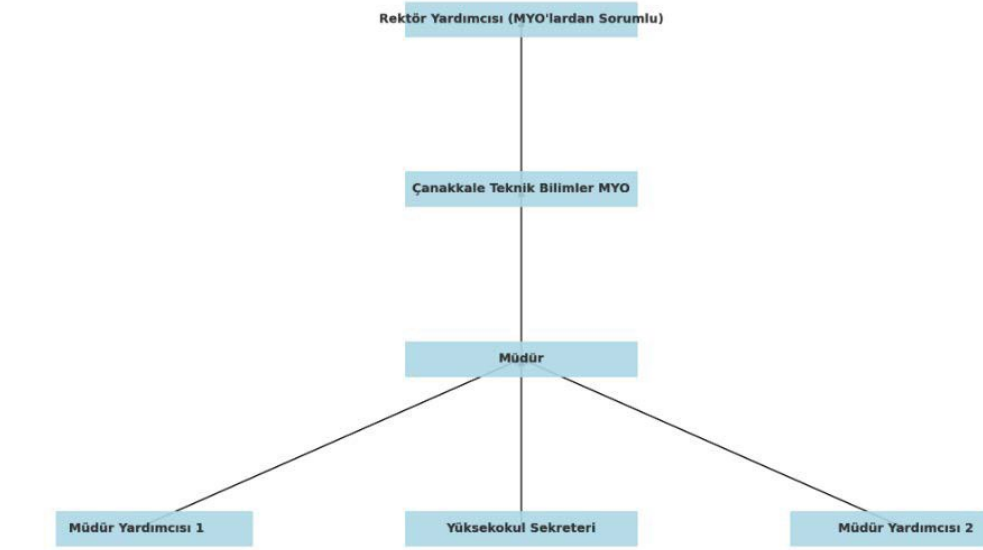 Rektör Yardımcısı (MYO'lardan Sorumlu)
Çanakkale Teknik Bilimler MYO
Müdür
Müdür Yardımcısı 1
Yüksekokul Sekreteri
Müdür Yardımcısı 2